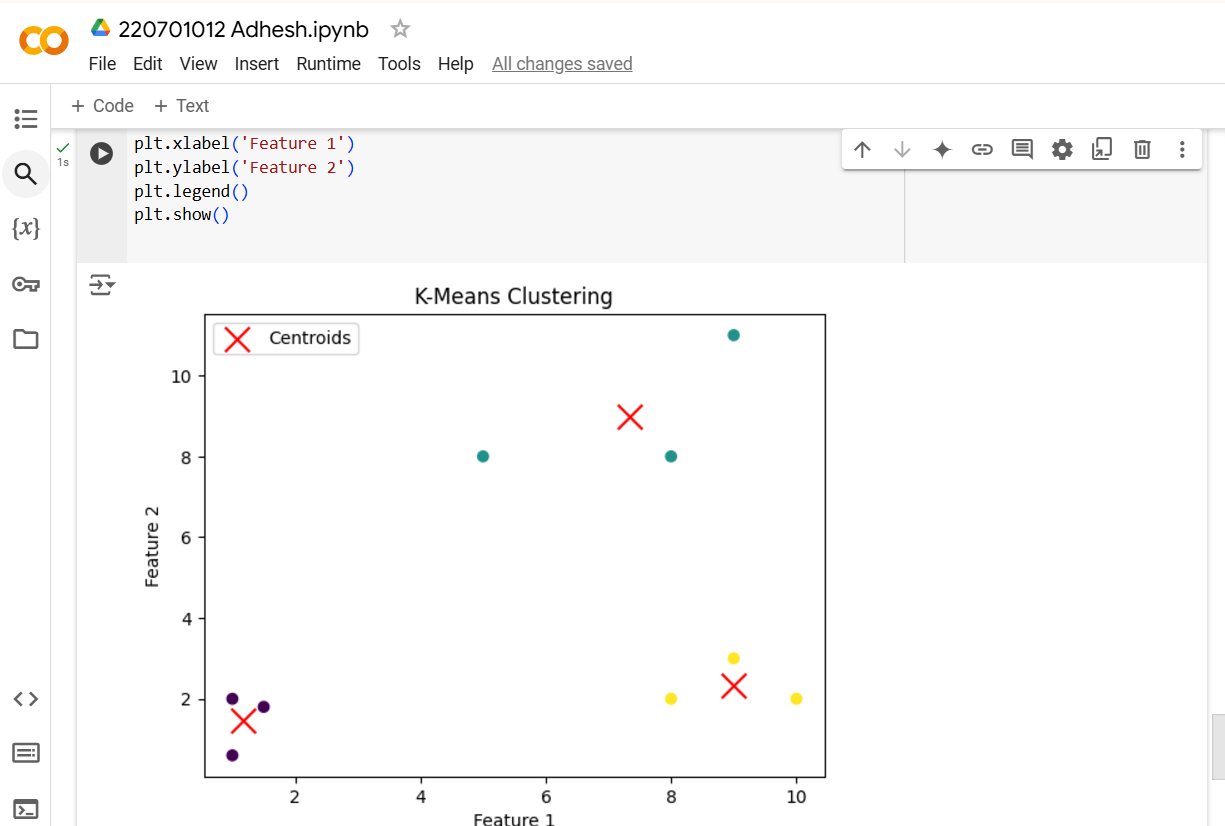 220701012 Adhesh.ipynb
File Edit View Insert Runtime Tools Help All changes saved
+ Code + Text
1s
plt.xlabel('Feature 1')
plt.ylabel('Feature 2')
plt.legend()
plt.show()
{x}
K-Means Clustering
Centroids
10
8
6
4
2
Feature 2
2 4 6 8 10
Feature 1